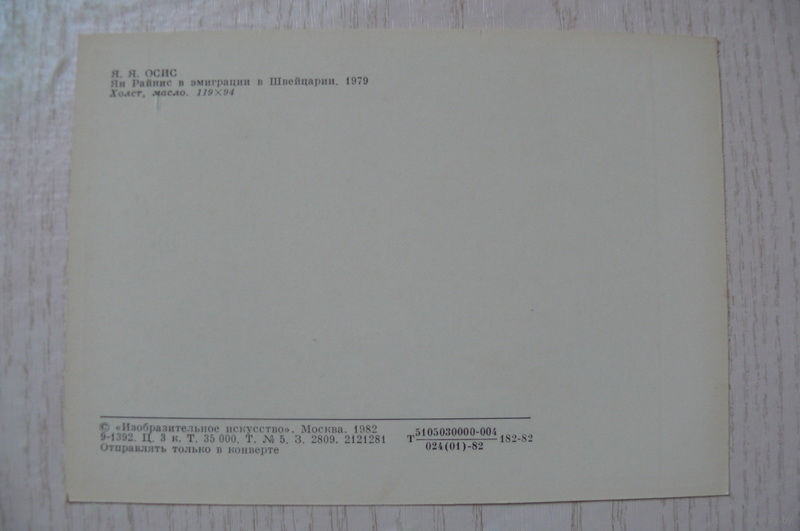 Я. Я. ОСИС
Ян Райнис в эмиграции в Швейцарии. 1979
Холст, масло. 119×94
© «Изобразительное искусство». Москва. 1982
9-1392. Ц. 3 к. Т. 35 000. Т. № 5. З. 2809. 2121281
Отправлять только в конверте
Т 5105030000-004 182-82
024(01)-82